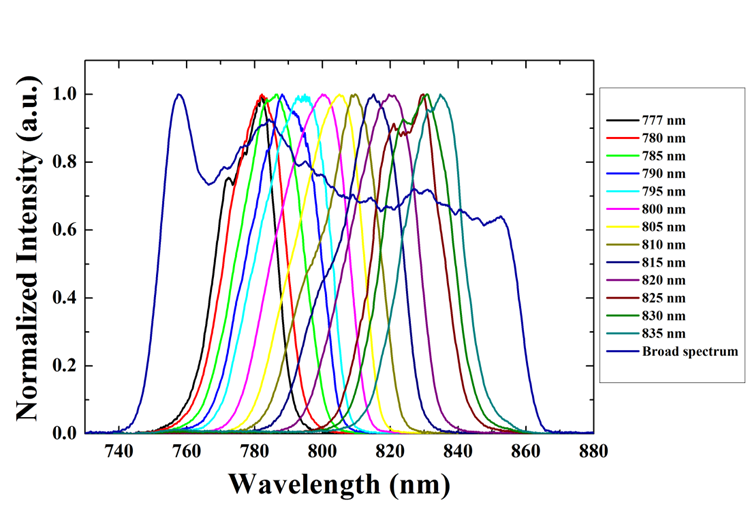 Normalized Intensity (a.u.)
1.0
0.8
0.6
0.4
0.2
0.0
740
760
780
800
820
840
860
880
Wavelength (nm)
777 nm
780 nm
785 nm
790 nm
795 nm
800 nm
805 nm
810 nm
815 nm
820 nm
825 nm
830 nm
835 nm
Broad spectrum